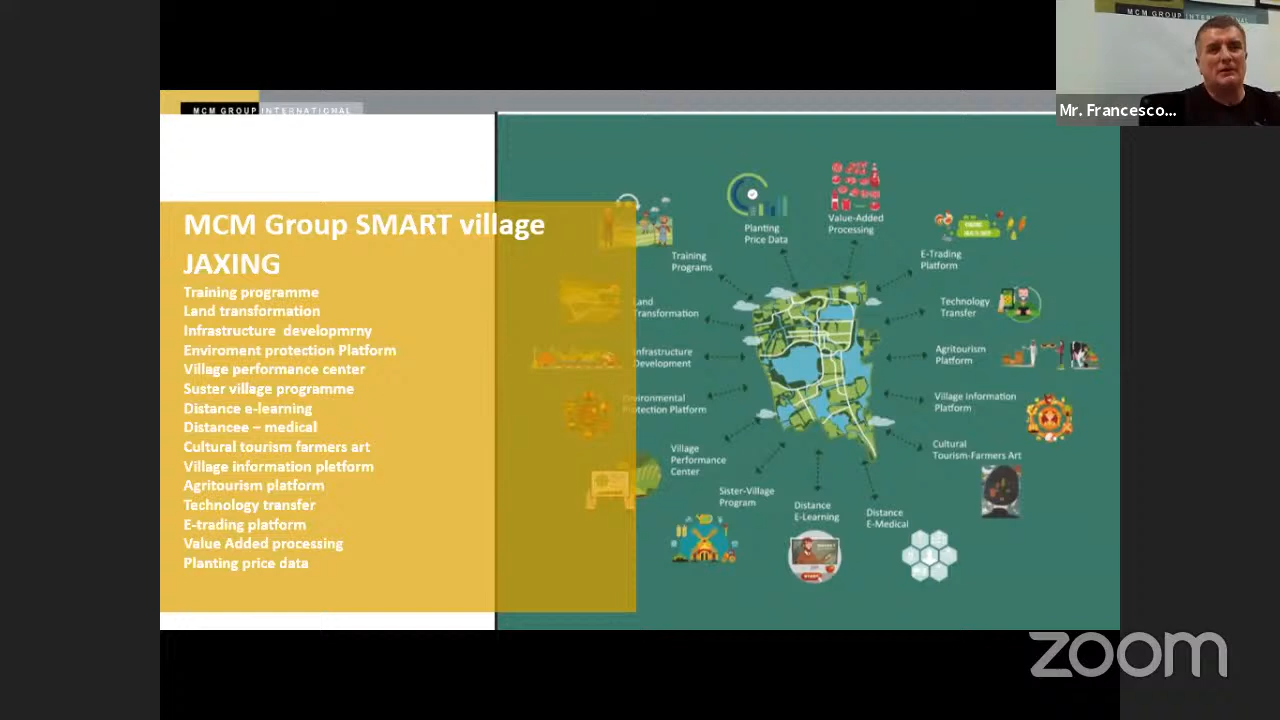 MCM GROUP INTERNATIONAL
Mr. Francesco...
MCM GROUP INTERNATIONAL
MCM Group SMART village
JAXING
Training programme
Land transformation
Infrastructure developmrny
Enviroment protection Platform
Village performance center
Suster village programme
Distance e-learning
Distancee – medical
Cultural tourism farmers art
Village information pletform
Agritourism platform
Technology transfer
E-trading platform
Value Added processing
Planting price data
Planting
Price Data
Value-Added
Processing
Training
Programs
E-Trading
Platform
Land
Transformation
Technology
Transfer
Infrastructure
Development
Agritourism
Platform
Environmental
Protection Platform
Village Information
Platform
Village
Performance
Center
Cultural
Tourism-Farmers Art
Sister-Village
Program
Distance
E-Learning
Distance
E-Medical
zoom